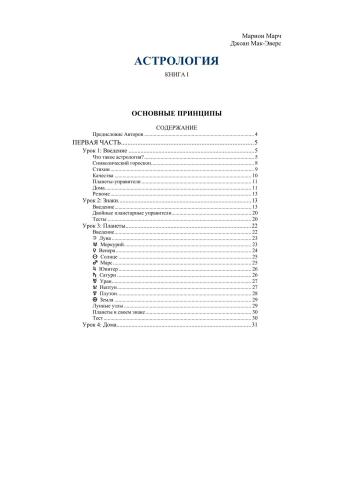 Марион Марч
Джоан Мак-Эверс
АСТРОЛОГИЯ
КНИГА I
ОСНОВНЫЕ ПРИНЦИПЫ
СОДЕРЖАНИЕ
Предисловие Авторов 4
ПЕРВАЯ ЧАСТЬ 5
Урок 1: Введение 5
Что такое астрология? 5
Символический гороскоп 8
Стихии 9
Качества 10
Планеты-управители 11
Дома 11
Резюме 13
Урок 2: Знаки 13
Введение 13
Двойные планетарные управители 20
Тесты 20
Урок 3: Планеты 22
Введение 22
☽ Луна 23
☿ Меркурий 23
♀ Венера 24
☉ Солнце 25
♂ Марс 25
♃ Юпитер 26
♄ Сатурн 26
♅ Уран 27
♆ Нептун 27
♇ Плутон 28
⊕ Земля 29
Лунные узлы 29
Планеты в своем знаке 30
Тест 30
Урок 4: Дома 31